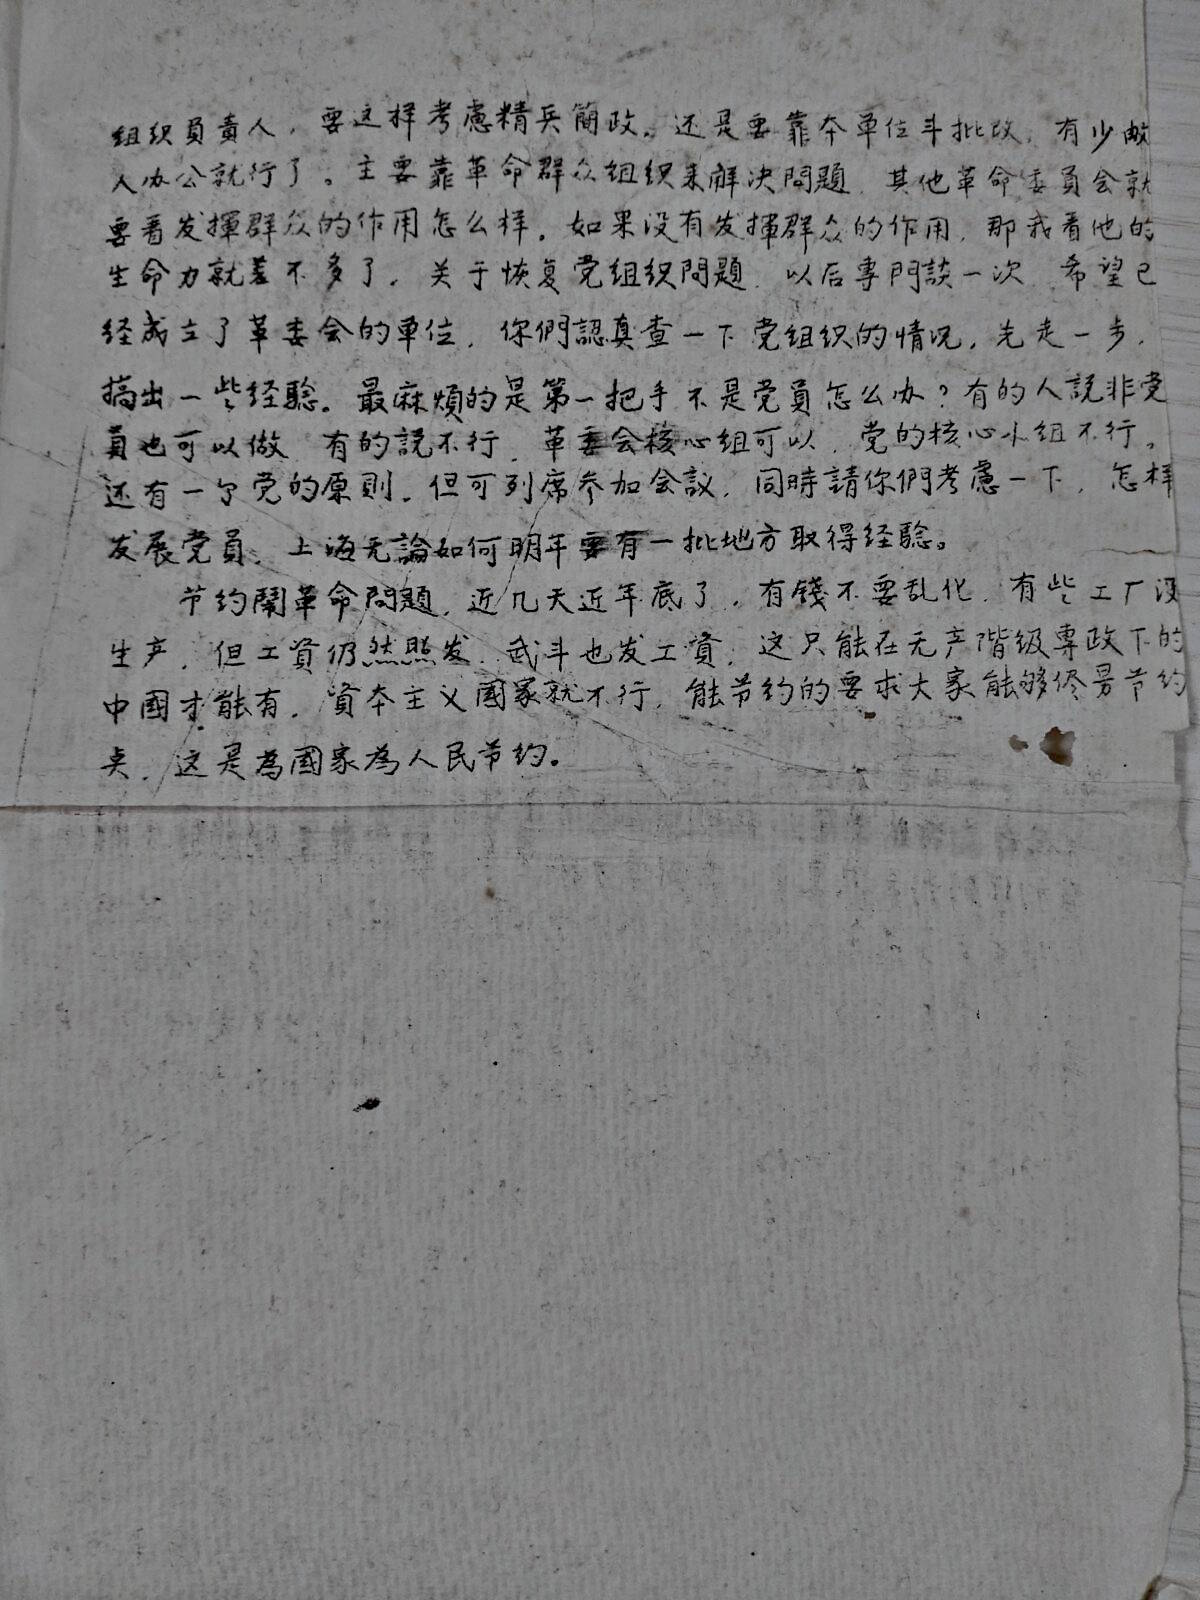 组织負責人，要这样考慮精兵簡政。还是要靠本单位斗批改，有少数
人办公就行了。主要靠革命群众组织来解决問題，其他革命委員会就
要看发揮群众的作用怎么样。如果没有发揮群众的作用，那我看他的
生命力就差不多了。关于恢复党组织問題，以后專門談一次，希望已
经成立了革委会的单位，你們認真查一下党组织的情况，先走一步，
搞出一些经驗。最麻煩的是第一把手不是党員怎么办？有的人説非党
員也可以做，有的説不行，革委会核心組可以，党的核心小组不行。
还有一个党的原則，但可列席参加会议，同時請你們考慮一下，怎样
发展党員，上海无論如何明年要有一批地方取得经驗。
节约鬧革命問題，近几天近年底了，有錢不要乱化，有些工厂没
生产，但工資仍然照发，武斗也发工資，这只能在无产階级專政下的
中國才能有，資本主义國家就不行，能节约的要求大家能够侭量节约
点，这是為國家為人民节约。